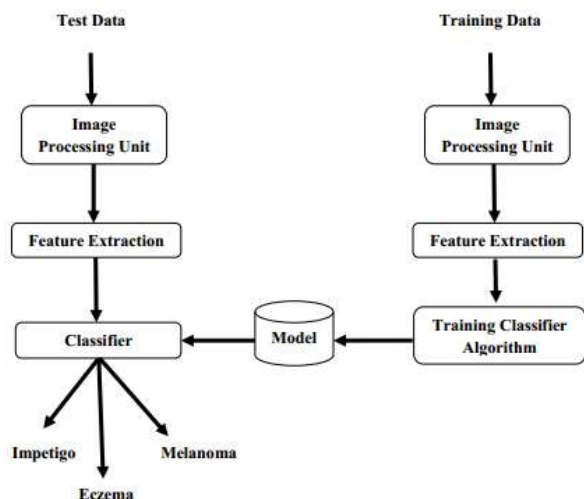 Test Data
Training Data
Image
Processing Unit
Image
Processing Unit
Feature Extraction
Feature Extraction
Classifier
Model
Training Classifier
Algorithm
Impetigo
Melanoma
Eczema